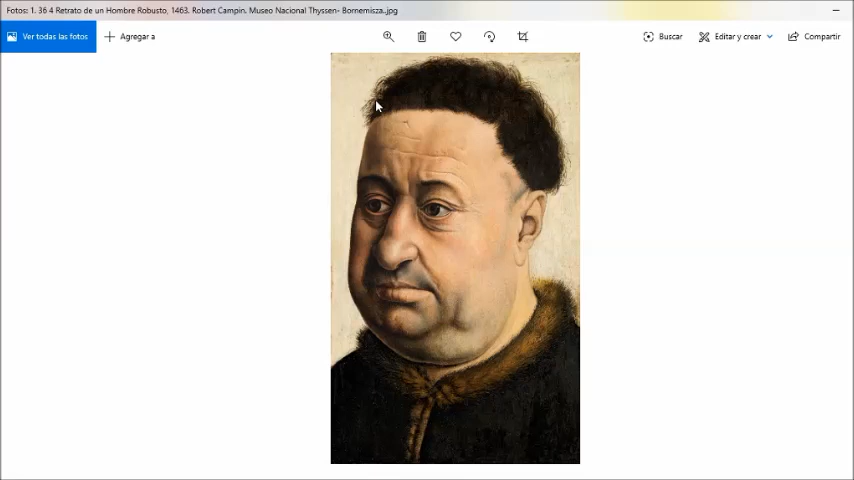 Fotos: 1. 36 4 Retrato de un Hombre Robusto, 1463. Robert Campin. Museo Nacional Thyssen- Bornemisza..jpg
Ver todas las fotos
Agregar a
Buscar
Editar y crear
Compartir